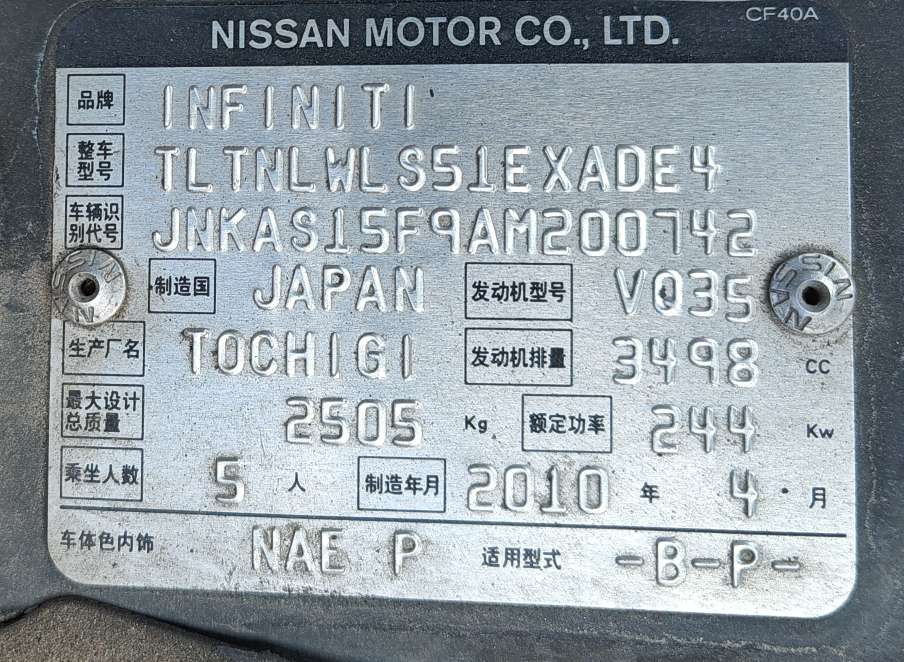 NISSAN MOTOR CO., LTD. CF40A
品牌 INFINITI
整车型号 TLTNLWLS51EXADE4
车辆识别代号 JNKAS15F9AM200742
制造国 JAPAN 发动机型号 VQ35
生产厂名 TOCHIGI 发动机排量 3498 CC
最大设计总质量 2505 Kg 额定功率 244 Kw
乘坐人数 5 人 制造年月 2010 年 4 月
车体色内饰 NAE P 适用型式 -B-P-
NISSAN
NISSAN